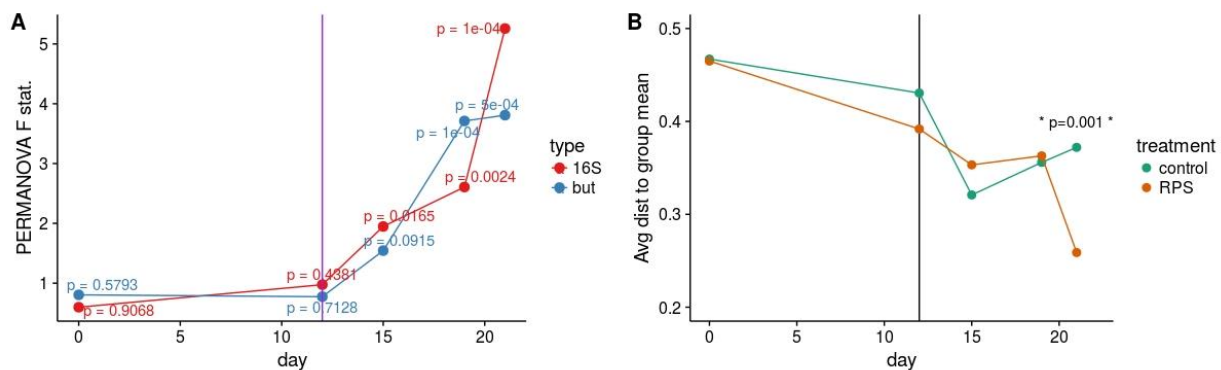 A
PERMANOVA F stat.
5
4
3
2
1
p = 1e-04
p = 5e-04
p = 1e-04
p = 0.0024
p = 0.0165
p = 0.0915
p = 0.4381
p = 0.7128
p = 0.5793
p = 0.9068
0 5 10 15 20
day
type
16S
but
B
Avg dist to group mean
0.5
0.4
0.3
0.2
* p=0.001 *
0 5 10 15 20
day
treatment
control
RPS